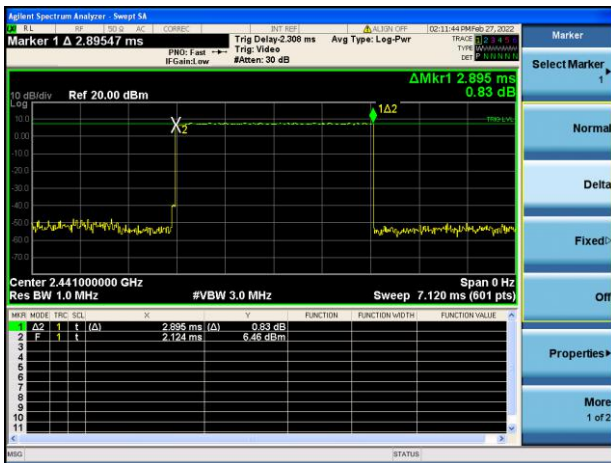 Agilent Spectrum Analyzer - Swept SA
RL RF 50 Ω AC CORREC INT REF ALIGN OFF 02:11:44 PM Feb 27, 2022
Marker 1 Δ 2.89547 ms
Trig Delay-2.308 ms Avg Type: Log-Pwr
TRACE 1 2 3 4 5 6
PNO: Fast Trig: Video
TYPE
IFGain:Low #Atten: 30 dB
DET P N N N N N
ΔMkr1 2.895 ms
0.83 dB
10 dB/div Ref 20.00 dBm
Log
1Δ2
10.0
TRIG LVL
X2
0.00
-10.0
-20.0
-30.0
-40.0
-50.0
-60.0
-70.0
Center 2.441000000 GHz Span 0 Hz
Res BW 1.0 MHz #VBW 3.0 MHz Sweep 7.120 ms (601 pts)
MKR MODE TRC SCL X Y FUNCTION FUNCTION WIDTH FUNCTION VALUE
1 Δ2 1 t (Δ) 2.895 ms (Δ) 0.83 dB
2 F 1 t 2.124 ms 6.46 dBm
3
4
5
6
7
8
9
10
11
MSG STATUS
Marker
Select Marker
1
Normal
Delta
Fixed
Off
Properties
More
1 of 2